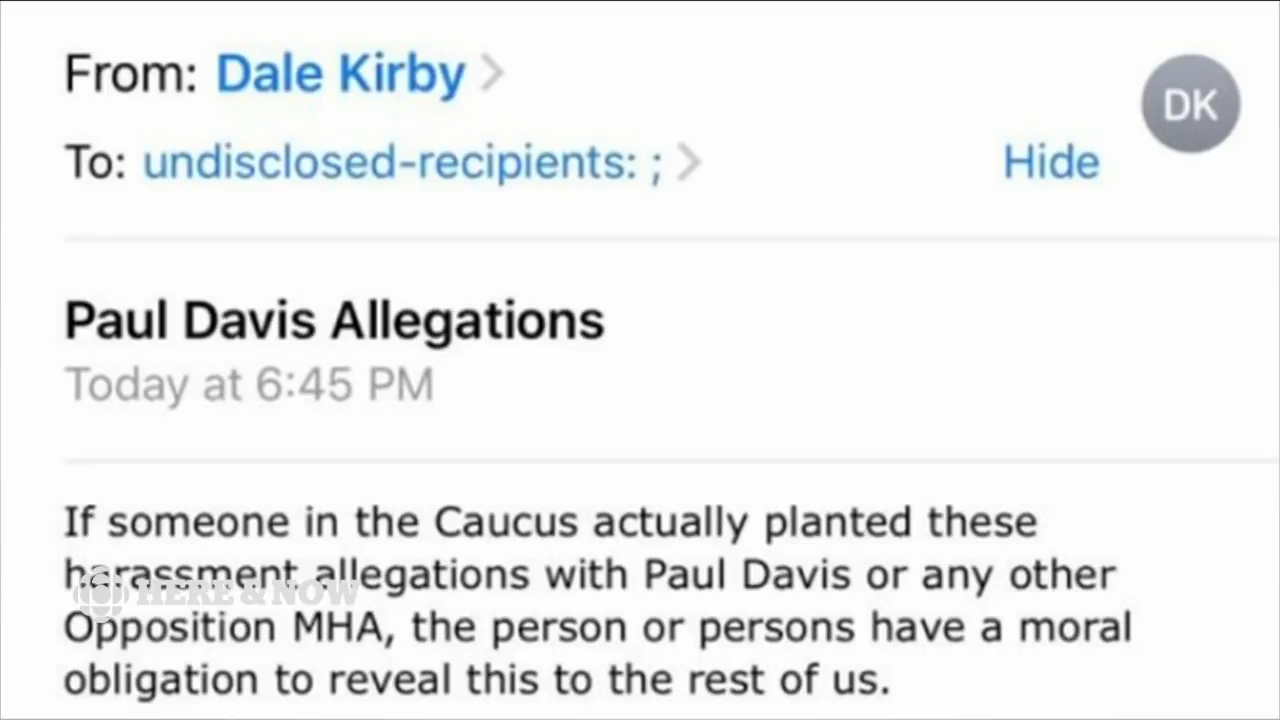 From: Dale Kirby
DK
To: undisclosed-recipients: ;
Hide
Paul Davis Allegations
Today at 6:45 PM
If someone in the Caucus actually planted these
harassment allegations with Paul Davis or any other
HERE & NOW
Opposition MHA, the person or persons have a moral
obligation to reveal this to the rest of us.